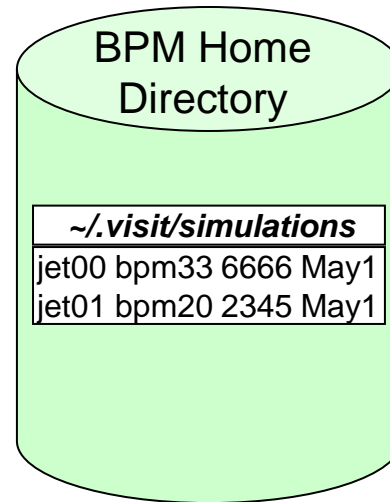 BPM Home
Directory
~/.visit/simulations
jet00 bpm33 6666 May1
jet01 bpm20 2345 May1